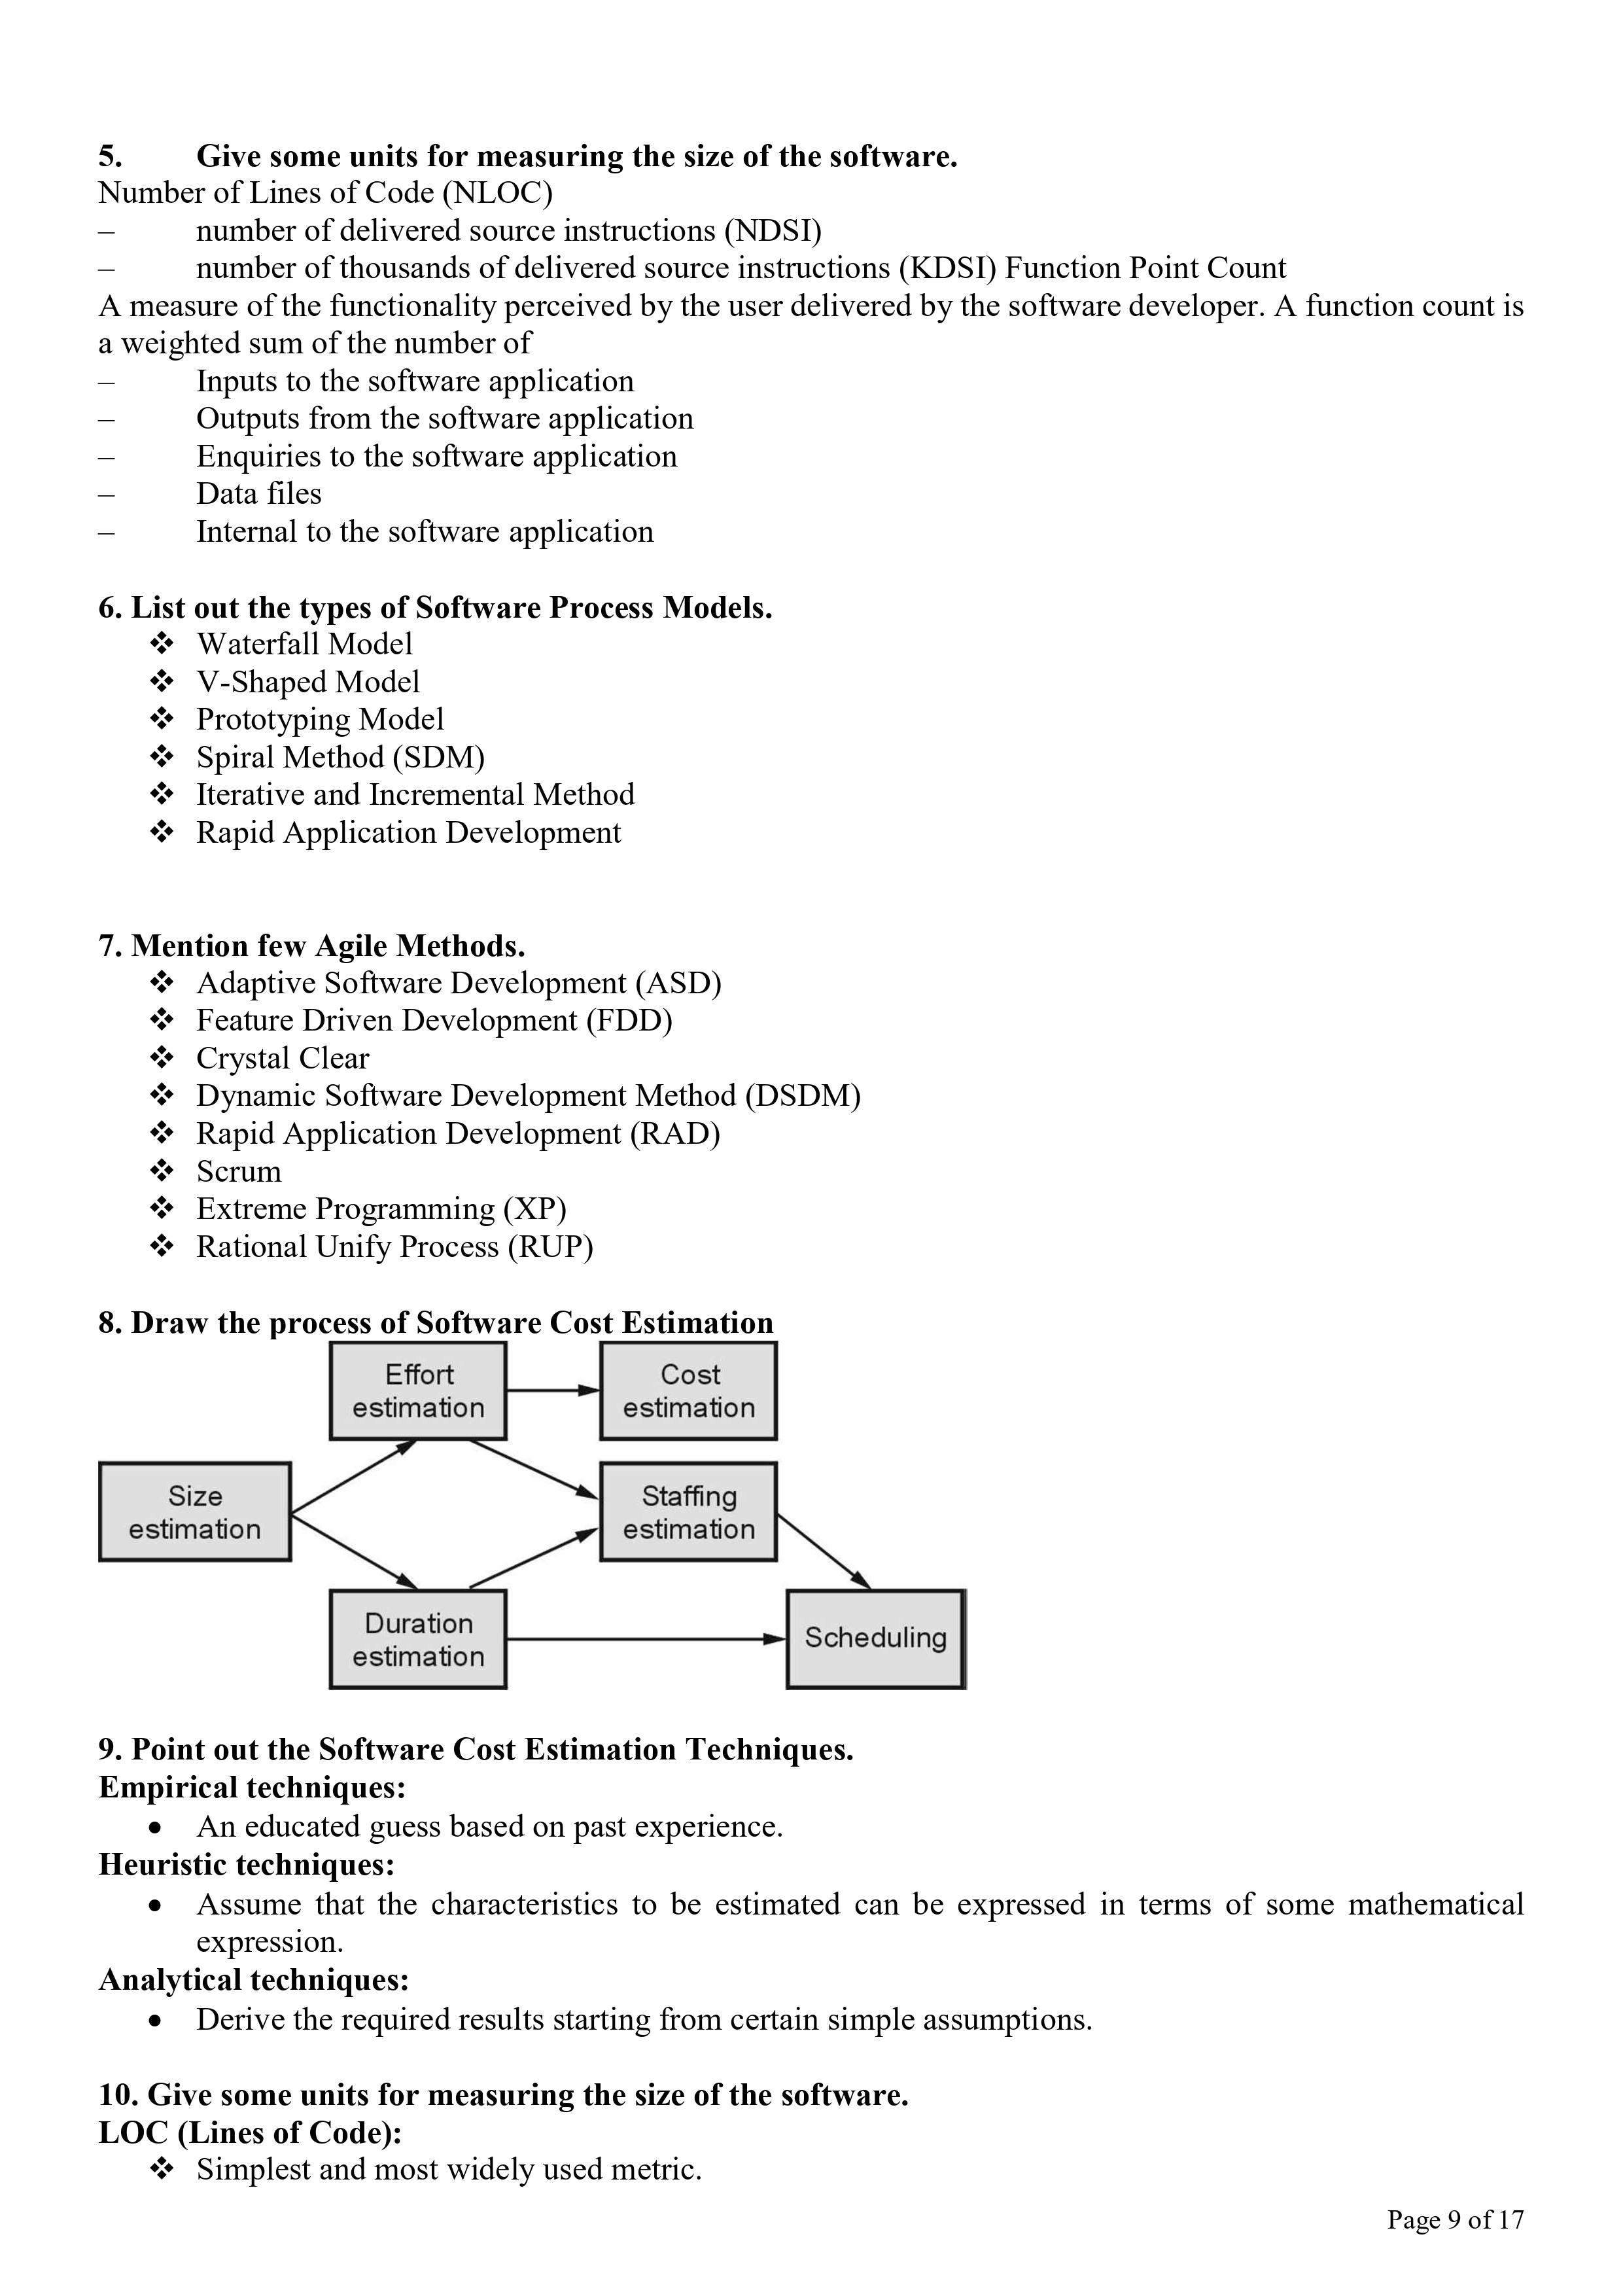 5. Give some units for measuring the size of the software.
Number of Lines of Code (NLOC)
– number of delivered source instructions (NDSI)
– number of thousands of delivered source instructions (KDSI) Function Point Count
A measure of the functionality perceived by the user delivered by the software developer. A function count is
a weighted sum of the number of
– Inputs to the software application
– Outputs from the software application
– Enquiries to the software application
– Data files
– Internal to the software application
6. List out the types of Software Process Models.
❖ Waterfall Model
❖ V-Shaped Model
❖ Prototyping Model
❖ Spiral Method (SDM)
❖ Iterative and Incremental Method
❖ Rapid Application Development
7. Mention few Agile Methods.
❖ Adaptive Software Development (ASD)
❖ Feature Driven Development (FDD)
❖ Crystal Clear
❖ Dynamic Software Development Method (DSDM)
❖ Rapid Application Development (RAD)
❖ Scrum
❖ Extreme Programming (XP)
❖ Rational Unify Process (RUP)
8. Draw the process of Software Cost Estimation
Effort
estimation
Cost
estimation
Size
estimation
Staffing
estimation
Duration
estimation
Scheduling
9. Point out the Software Cost Estimation Techniques.
Empirical techniques:
• An educated guess based on past experience.
Heuristic techniques:
• Assume that the characteristics to be estimated can be expressed in terms of some mathematical
expression.
Analytical techniques:
• Derive the required results starting from certain simple assumptions.
10. Give some units for measuring the size of the software.
LOC (Lines of Code):
❖ Simplest and most widely used metric.
Page 9 of 17